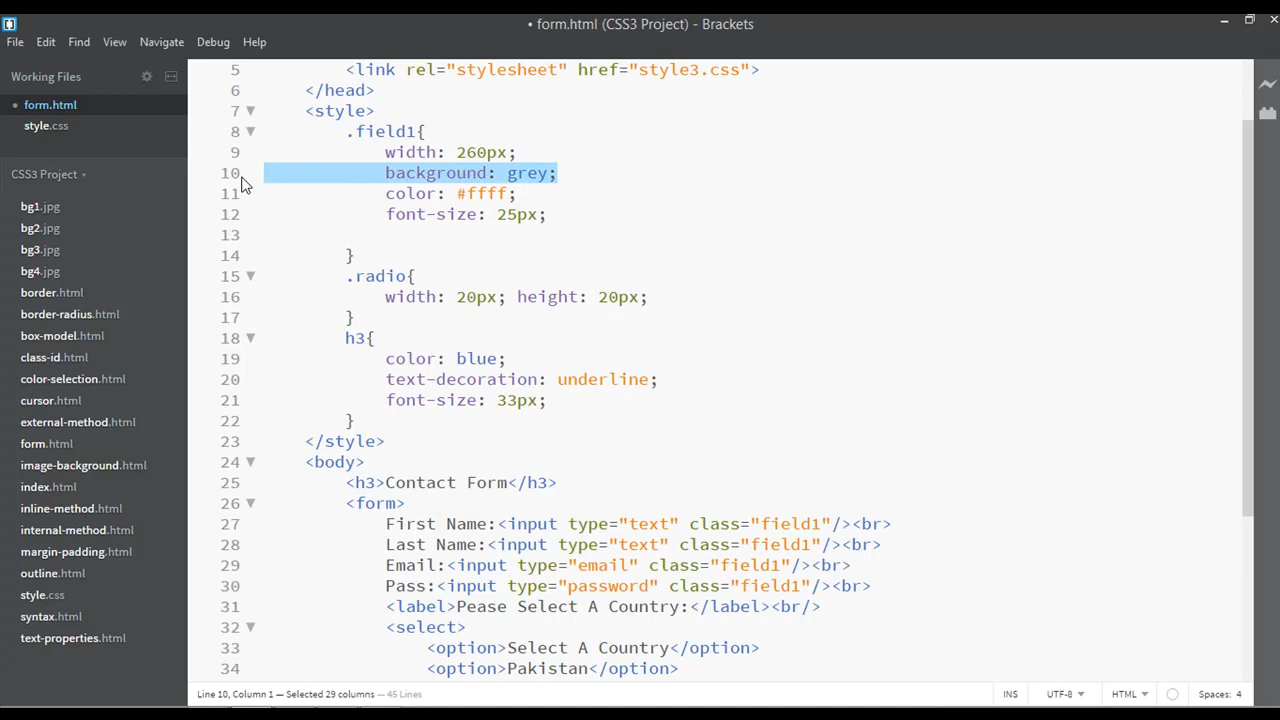 • form.html (CSS3 Project) - Brackets
File Edit Find View Navigate Debug Help
Working Files
• form.html
style.css
CSS3 Project
bg1.jpg
bg2.jpg
bg3.jpg
bg4.jpg
border.html
border-radius.html
box-model.html
class-id.html
color-selection.html
cursor.html
external-method.html
form.html
image-background.html
index.html
inline-method.html
internal-method.html
margin-padding.html
outline.html
style.css
syntax.html
text-properties.html
5 <link rel="stylesheet" href="style3.css">
6 </head>
7 <style>
8 .field1{
9 width: 260px;
10 background: grey;
11 color: #ffff;
12 font-size: 25px;
13
14 }
15 .radio{
16 width: 20px; height: 20px;
17 }
18 h3{
19 color: blue;
20 text-decoration: underline;
21 font-size: 33px;
22 }
23 </style>
24 <body>
25 <h3>Contact Form</h3>
26 <form>
27 First Name:<input type="text" class="field1"/><br>
28 Last Name:<input type="text" class="field1"/><br>
29 Email:<input type="email" class="field1"/><br>
30 Pass:<input type="password" class="field1"/><br>
31 <label>Pease Select A Country:</label><br/>
32 <select>
33 <option>Select A Country</option>
34 <option>Pakistan</option>
Line 10, Column 1 — Selected 29 columns — 45 Lines
INS UTF-8 HTML Spaces: 4